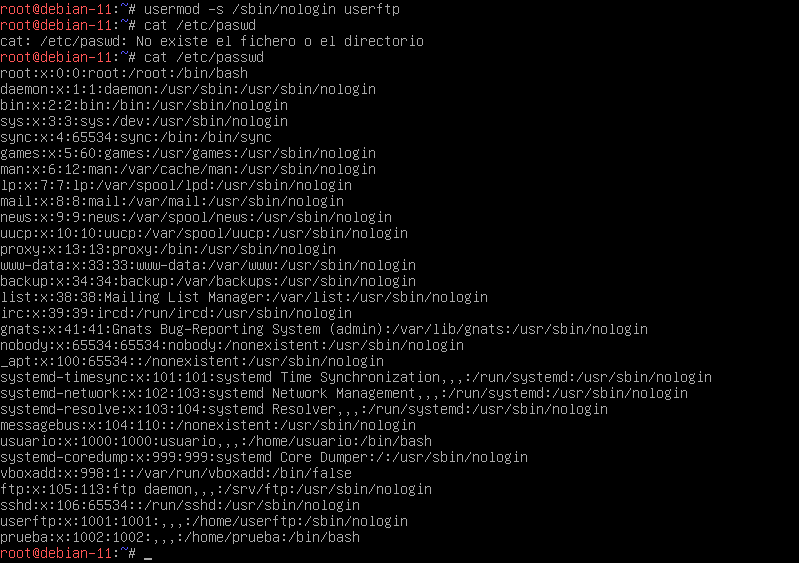 root@debian-11:~# usermod -s /sbin/nologin userftp
root@debian-11:~# cat /etc/paswd
cat: /etc/paswd: No existe el fichero o el directorio
root@debian-11:~# cat /etc/passwd
root:x:0:0:root:/root:/bin/bash
daemon:x:1:1:daemon:/usr/sbin:/usr/sbin/nologin
bin:x:2:2:bin:/bin:/usr/sbin/nologin
sys:x:3:3:sys:/dev:/usr/sbin/nologin
sync:x:4:65534:sync:/bin:/bin/sync
games:x:5:60:games:/usr/games:/usr/sbin/nologin
man:x:6:12:man:/var/cache/man:/usr/sbin/nologin
lp:x:7:7:lp:/var/spool/lpd:/usr/sbin/nologin
mail:x:8:8:mail:/var/mail:/usr/sbin/nologin
news:x:9:9:news:/var/spool/news:/usr/sbin/nologin
uucp:x:10:10:uucp:/var/spool/uucp:/usr/sbin/nologin
proxy:x:13:13:proxy:/bin:/usr/sbin/nologin
www-data:x:33:33:www-data:/var/www:/usr/sbin/nologin
backup:x:34:34:backup:/var/backups:/usr/sbin/nologin
list:x:38:38:Mailing List Manager:/var/list:/usr/sbin/nologin
irc:x:39:39:ircd:/run/ircd:/usr/sbin/nologin
gnats:x:41:41:Gnats Bug-Reporting System (admin):/var/lib/gnats:/usr/sbin/nologin
nobody:x:65534:65534:nobody:/nonexistent:/usr/sbin/nologin
_apt:x:100:65534::/nonexistent:/usr/sbin/nologin
systemd-timesync:x:101:101:systemd Time Synchronization,,,:/run/systemd:/usr/sbin/nologin
systemd-network:x:102:103:systemd Network Management,,,:/run/systemd:/usr/sbin/nologin
systemd-resolve:x:103:104:systemd Resolver,,,:/run/systemd:/usr/sbin/nologin
messagebus:x:104:110::/nonexistent:/usr/sbin/nologin
usuario:x:1000:1000:usuario,,,:/home/usuario:/bin/bash
systemd-coredump:x:999:999:systemd Core Dumper:/:/usr/sbin/nologin
vboxadd:x:998:1::/var/run/vboxadd:/bin/false
ftp:x:105:113:ftp daemon,,,:/srv/ftp:/usr/sbin/nologin
sshd:x:106:65534::/run/sshd:/usr/sbin/nologin
userftp:x:1001:1001:,,,:/home/userftp:/sbin/nologin
prueba:x:1002:1002:,,,:/home/prueba:/bin/bash
root@debian-11:~# _